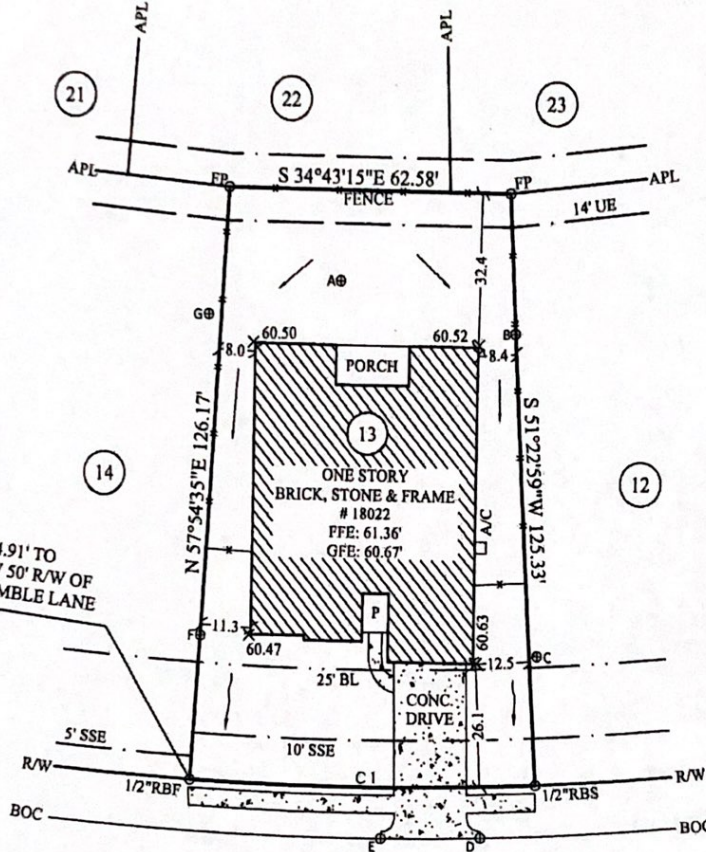 APL
APL
21
22
23
APL
FP
S 34°43'15"E 62.58'
FENCE
FP
APL
14' UE
32.4
A
G
B
60.50
60.52
8.0
8.4
PORCH
13
14
12
ONE STORY
BRICK, STONE & FRAME
# 18022
FFE: 61.36'
GFE: 60.67'
A/C
N 57°54'35"E 126.17'
S 51°22'59"W 125.33'
4.91' TO
50' R/W OF
MBLE LANE
P
11.3
F
60.47
60.63
12.5
C
25' BL
CONC.
DRIVE
26.1
5' SSE
10' SSE
R/W
C 1
R/W
1/2"RBF
1/2"RBS
BOC
E
D
BOC